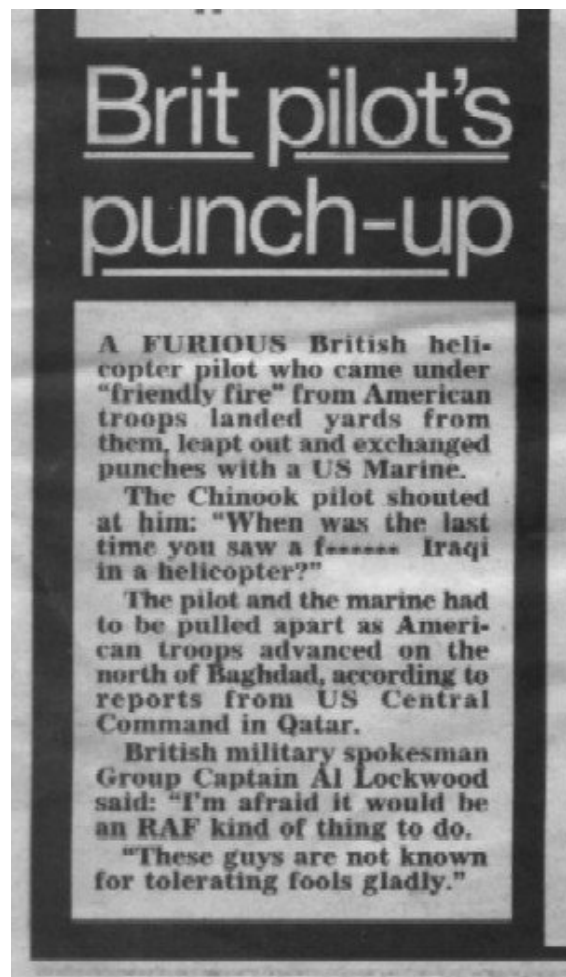 Brit pilot's
punch-up
A FURIOUS British heli-
copter pilot who came under
“friendly fire” from American
troops landed yards from
them, leapt out and exchanged
punches with a US Marine.
The Chinook pilot shouted
at him: “When was the last
time you saw a f****** Iraqi
in a helicopter?”
The pilot and the marine had
to be pulled apart as Ameri-
can troops advanced on the
north of Baghdad, according to
reports from US Central
Command in Qatar.
British military spokesman
Group Captain Al Lockwood
said: “I'm afraid it would be
an RAF kind of thing to do.
“These guys are not known
for tolerating fools gladly.”